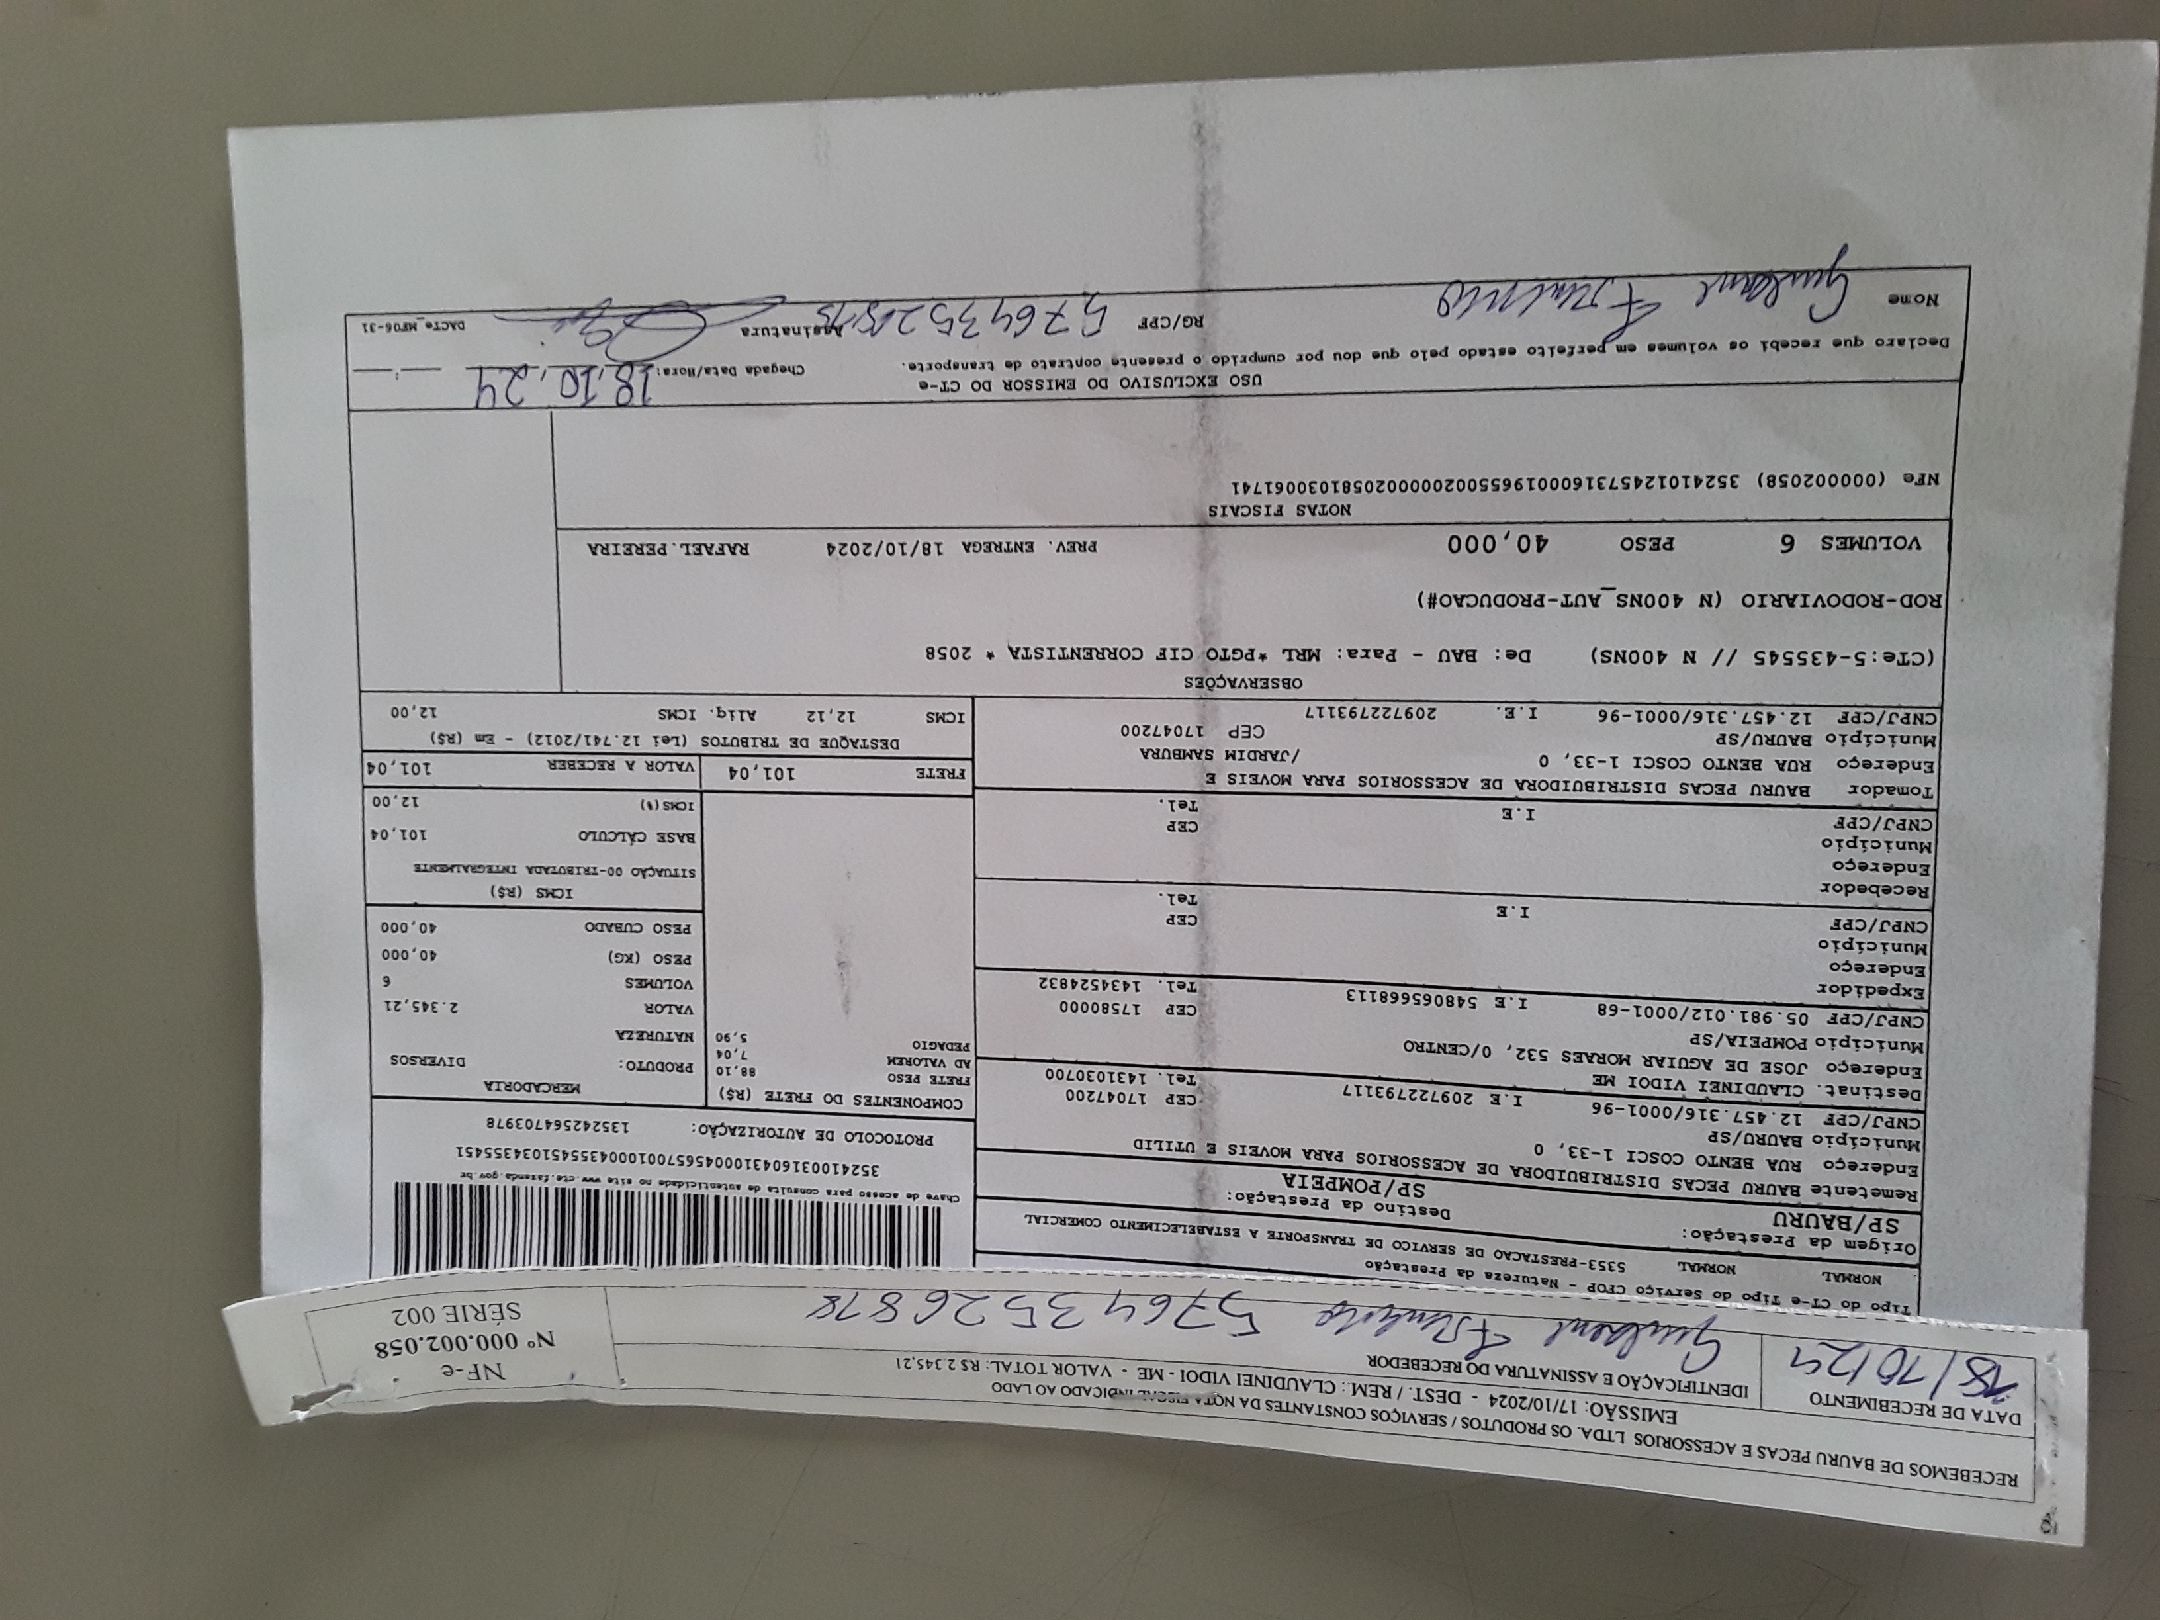 RECEBEMOS DE BAURU PECAS E ACESSORIOS LTDA. OS PRODUTOS / SERVIÇOS CONSTANTES DA NOTA FISCAL INDICADO AO LADO
EMISSÃO: 17/10/2024 - DEST. / REM.: CLAUDINEI VIDOI - ME - VALOR TOTAL: R$ 2.345,21
DATA DE RECEBIMENTO
18/10/24
IDENTIFICAÇÃO E ASSINATURA DO RECEBEDOR
NF-e
Nº 000.002.058
SÉRIE 002
Tipo do CT-e Tipo do Serviço CFOP - Natureza da Prestação
NORMAL NORMAL 5353-PRESTACAO DE SERVICO DE TRANSPORTE A ESTABELECIMENTO COMERCIAL
Origem da Prestação: Destino da Prestação:
SP/BAURU SP/POMPEIA
Remetente BAURU PECAS DISTRIBUIDORA DE ACESSORIOS PARA MOVEIS E UTILID
Endereço RUA BENTO COSCI 1-33, 0
Município BAURU/SP CEP 17047200
CNPJ/CPF 12.457.316/0001-96 I.E 209722793117 Tel. 1431030700
Destinat. CLAUDINEI VIDOI ME
Endereço JOSE DE AGUIAR MORAES 532, 0/CENTRO
Município POMPEIA/SP CEP 17580000
CNPJ/CPF 05.981.012/0001-68 I.E 548065668113 Tel. 1434524832
Expedidor
Endereço
Município CEP
CNPJ/CPF I.E Tel.
Recebedor
Endereço
Município CEP
CNPJ/CPF I.E Tel.
Tomador BAURU PECAS DISTRIBUIDORA DE ACESSORIOS PARA MOVEIS E
Endereço RUA BENTO COSCI 1-33, 0 /JARDIM SAMBURA
Município BAURU/SP CEP 17047200
CNPJ/CPF 12.457.316/0001-96 I.E. 209722793117
Chave de acesso para consulta de autenticidade no site www.cte.fazenda.gov.br
PROTOCOLO DE AUTORIZAÇÃO: 135242564703978
COMPONENTES DO FRETE (R$)
FRETE PESO 88,10
AD VALOREM 7,04
PEDAGIO 5,90
MERCADORIA
PRODUTO: DIVERSOS
NATUREZA
VALOR 2.345,21
VOLUMES 6
PESO (KG) 40,000
PESO CUBADO 40,000
ICMS (R$)
SITUAÇÃO 00-TRIBUTADA INTEGRALMENTE
BASE CÁLCULO 101,04
ICMS (%) 12,00
FRETE 101,04 VALOR A RECEBER 101,04
DESTAQUE DE TRIBUTOS (Lei 12.741/2012) - Em (R$)
ICMS 12,12 Aliq. ICMS 12,00
OBSERVAÇÕES
(CTe:5-435545 // N 400NS) De: BAU - Para: MRL *PGTO CIF CORRENTISTA * 2058
ROD-RODOVIARIO (N 400NS_AUT-PRODUCAO#)
VOLUMES 6 PESO 40,000 PREV. ENTREGA 18/10/2024 RAFAEL.PEREIRA
NOTAS FISCAIS
NFe (000002058) 35241012457316000196550020000020581030061741
USO EXCLUSIVO DO EMISSOR DO CT-e
Declaro que recebi os volumes em perfeito estado pelo que dou por cumprido o presente contrato de transporte.
Chegada Data/Hora: 18.10.24
Nome RG/CPF Assinatura
DACTe_MF06-31